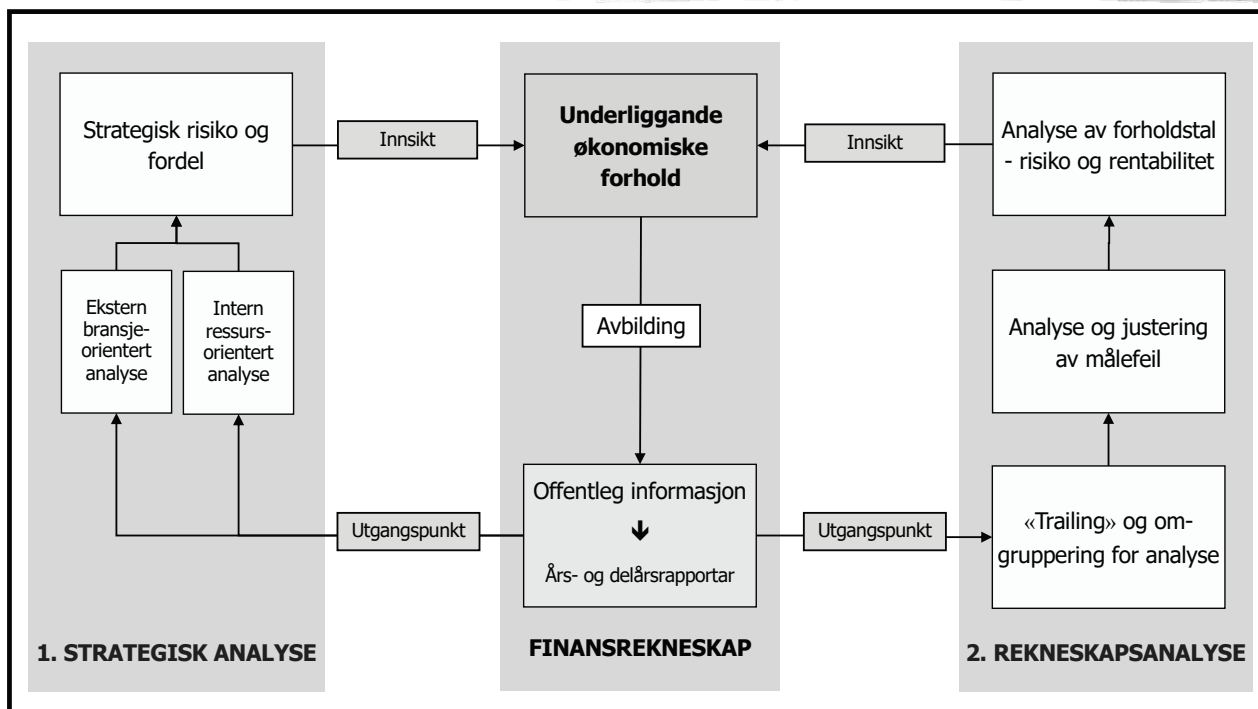 Strategisk risiko og
fordel
Innsikt
Underliggande
økonomiske
forhold
Innsikt
Analyse av forholdstal
- risiko og rentabilitet
Ekstern
bransje-
orientert
analyse
Intern
ressurs-
orientert
analyse
Avbilding
Analyse og justering
av målefeil
Utgangspunkt
Offentleg informasjon
↓
Års- og delårsrapportar
Utgangspunkt
«Trailing» og om-
gruppering for analyse
1. STRATEGISK ANALYSE
FINANSREKNESKAP
2. REKNESKAPSANALYSE